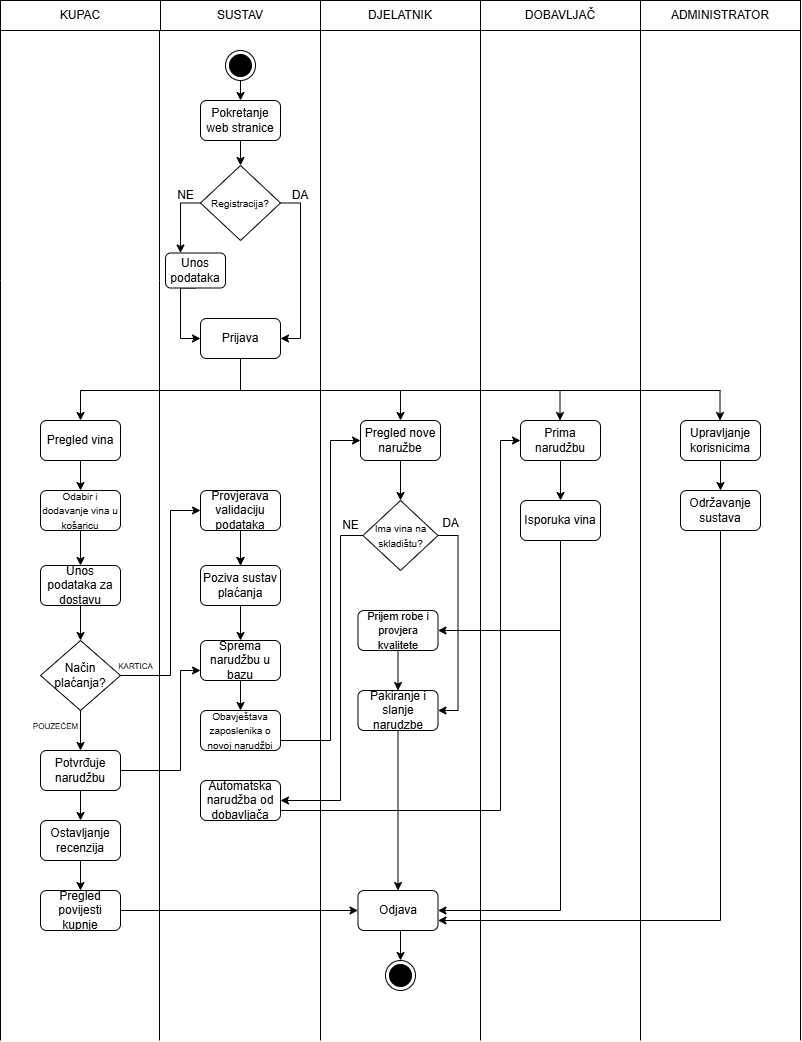 KUPAC
SUSTAV
DJELATNIK
DOBAVLJAČ
ADMINISTRATOR
Pokretanje
web stranice
Registracija?
NE
DA
Unos
podataka
Prijava
Pregled vina
Odabir i
dodavanje vina u
košaricu
Unos
podataka za
dostavu
Način
plaćanja?
KARTICA
POUZEĆEM
Potvrđuje
narudžbu
Ostavljanje
recenzija
Pregled
povijesti
kupnje
Provjerava
validaciju
podataka
Poziva sustav
plaćanja
Sprema
narudžbu u
bazu
Obavještava
zaposlenika o
novoj narudžbi
Automatska
narudžba od
dobavljača
Pregled nove
naružbe
Ima vina na
skladištu?
NE
DA
Prijem robe i
provjera
kvalitete
Pakiranje i
slanje
narudzbe
Odjava
Prima
narudžbu
Isporuka vina
Upravljanje
korisnicima
Održavanje
sustava